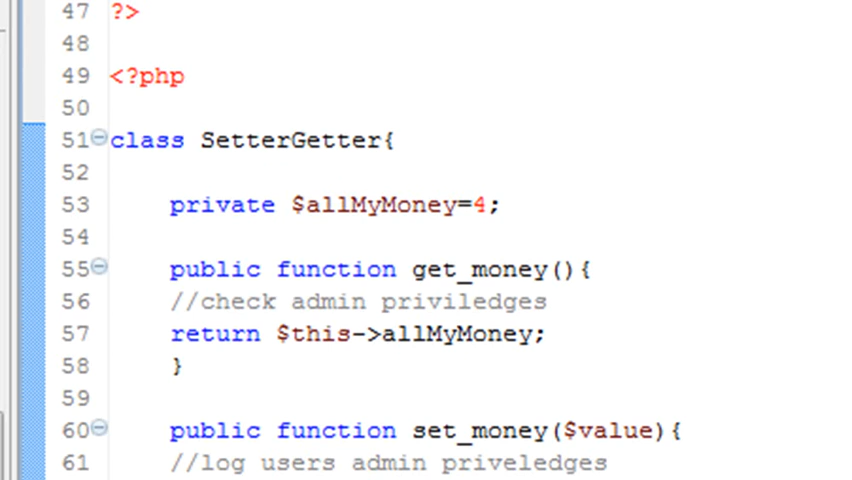 47 ?>
48
49 <?php
50
51 class SetterGetter{
52
53 private $allMyMoney=4;
54
55 public function get_money(){
56 //check admin priviledges
57 return $this->allMyMoney;
58 }
59
60 public function set_money($value){
61 //log users admin priveledges